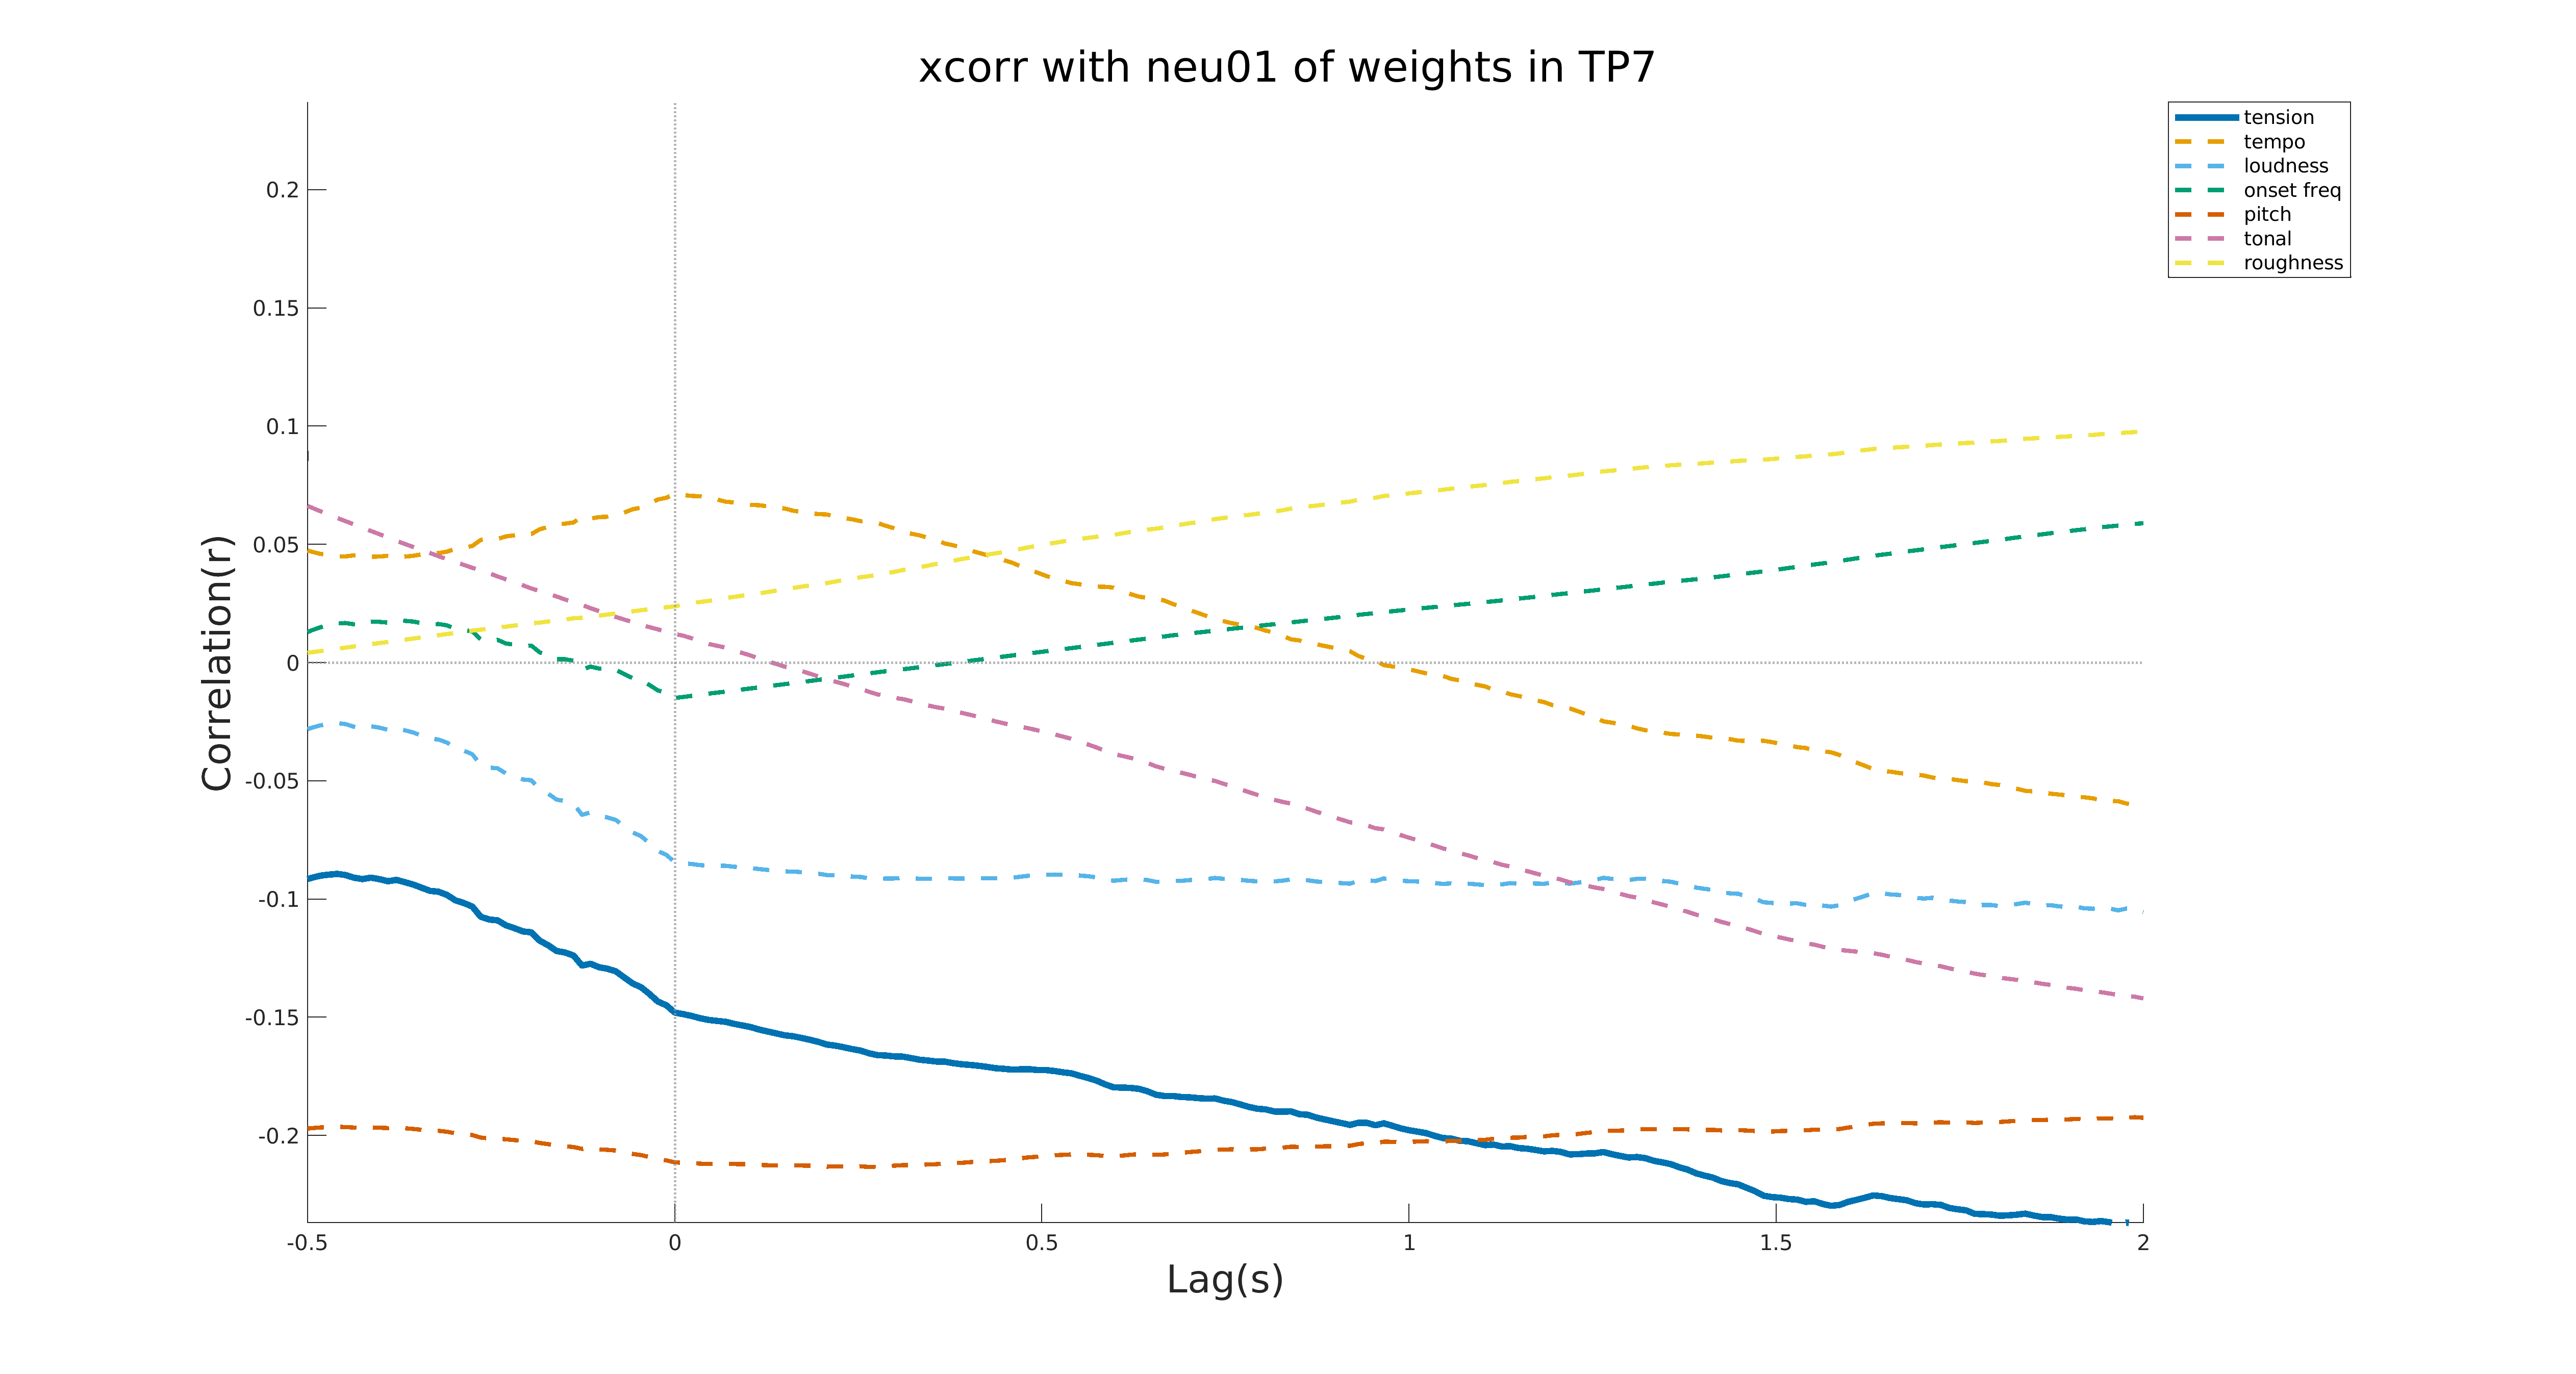 xcorr with neu01 of weights in TP7
tension
tempo
loudness
onset freq
pitch
tonal
roughness
Correlation(r)
0.2
0.15
0.1
0.05
0
-0.05
-0.1
-0.15
-0.2
-0.5
0
0.5
1
1.5
2
Lag(s)